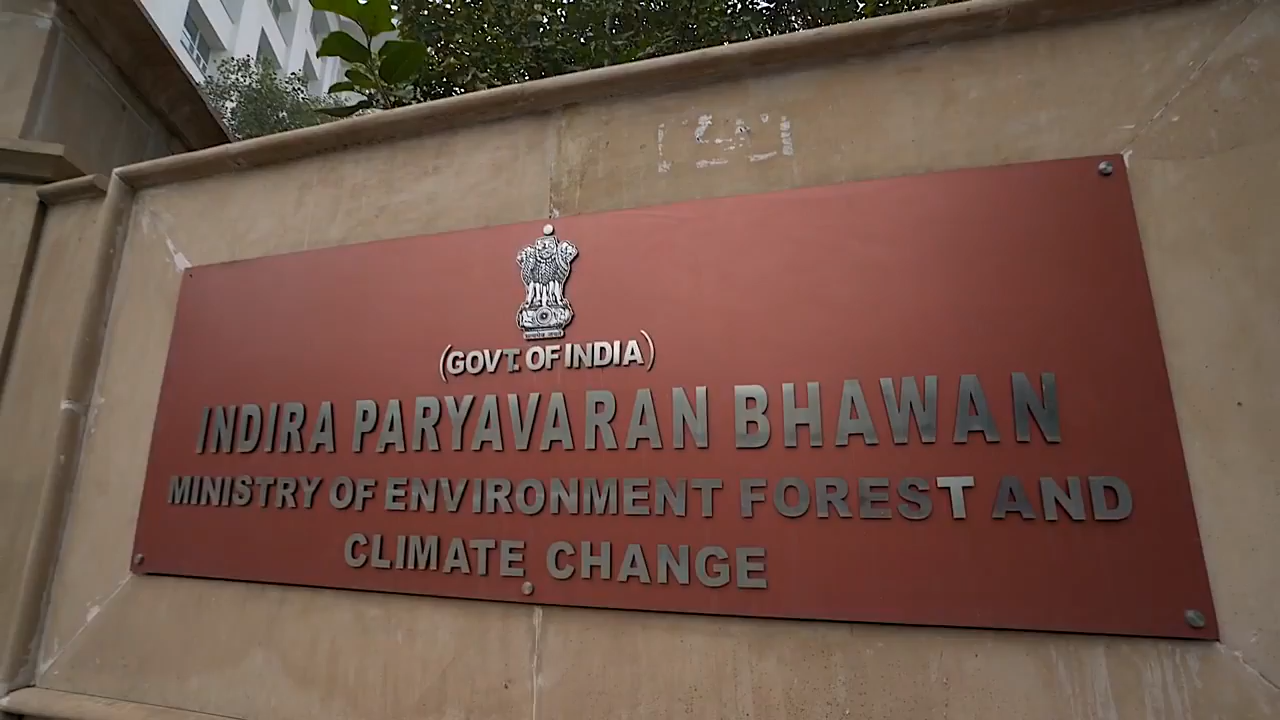 (GOVT. OF INDIA)
INDIRA PARYAVARAN BHAWAN
MINISTRY OF ENVIRONMENT FOREST AND
CLIMATE CHANGE